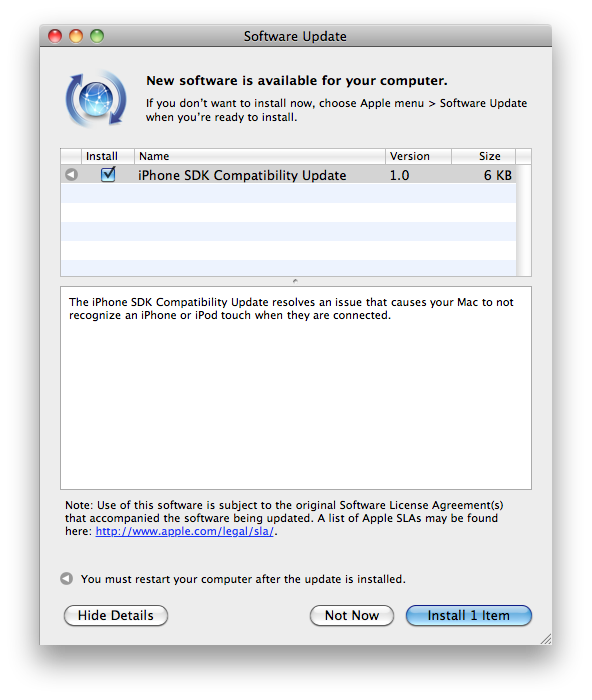 Software Update
New software is available for your computer.
If you don't want to install now, choose Apple menu > Software Update
when you're ready to install.
Install Name Version Size
iPhone SDK Compatibility Update 1.0 6 KB
The iPhone SDK Compatibility Update resolves an issue that causes your Mac to not
recognize an iPhone or iPod touch when they are connected.
Note: Use of this software is subject to the original Software License Agreement(s)
that accompanied the software being updated. A list of Apple SLAs may be found
here: http://www.apple.com/legal/sla/.
You must restart your computer after the update is installed.
Hide Details Not Now Install 1 Item